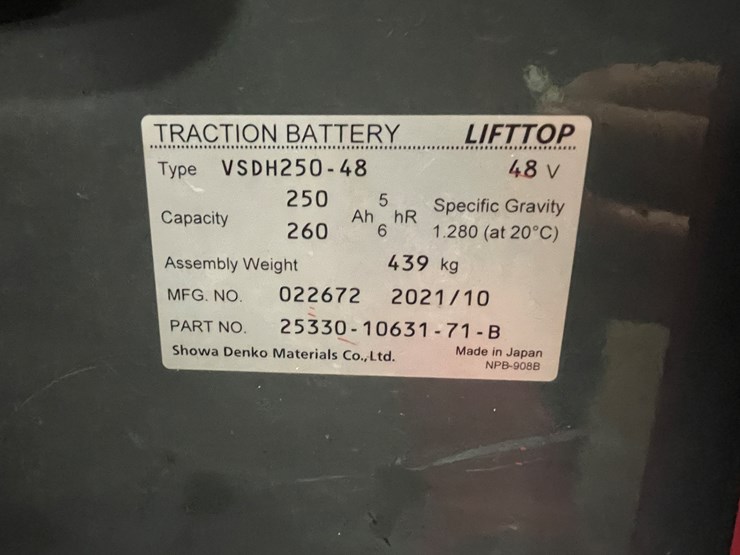 TRACTION BATTERY LIFTTOP
Type VSDH250-48 48 V
Capacity 250 Ah 5 hR Specific Gravity
260 6 1.280 (at 20°C)
Assembly Weight 439 kg
MFG. NO. 022672 2021/10
PART NO. 25330-10631-71-B
Showa Denko Materials Co.,Ltd. Made in Japan
NPB-908B